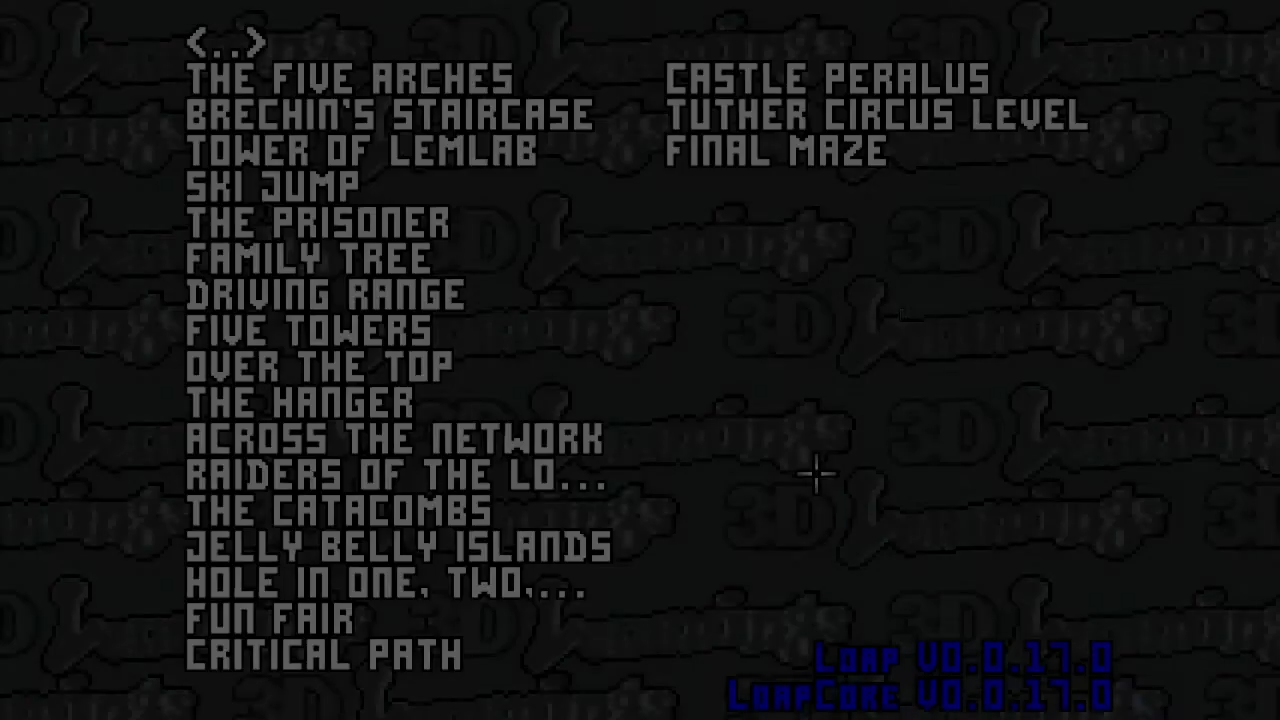 <..>
THE FIVE ARCHES
BRECHIN'S STAIRCASE
TOWER OF LEMLAB
SKI JUMP
THE PRISONER
FAMILY TREE
DRIVING RANGE
FIVE TOWERS
OVER THE TOP
THE HANGER
ACROSS THE NETWORK
RAIDERS OF THE LO...
THE CATACOMBS
JELLY BELLY ISLANDS
HOLE IN ONE, TWO,...
FUN FAIR
CRITICAL PATH
CASTLE PERALUS
TUTHER CIRCUS LEVEL
FINAL MAZE
LOAP V0.0.17.0
LOAPCORE V0.0.17.0